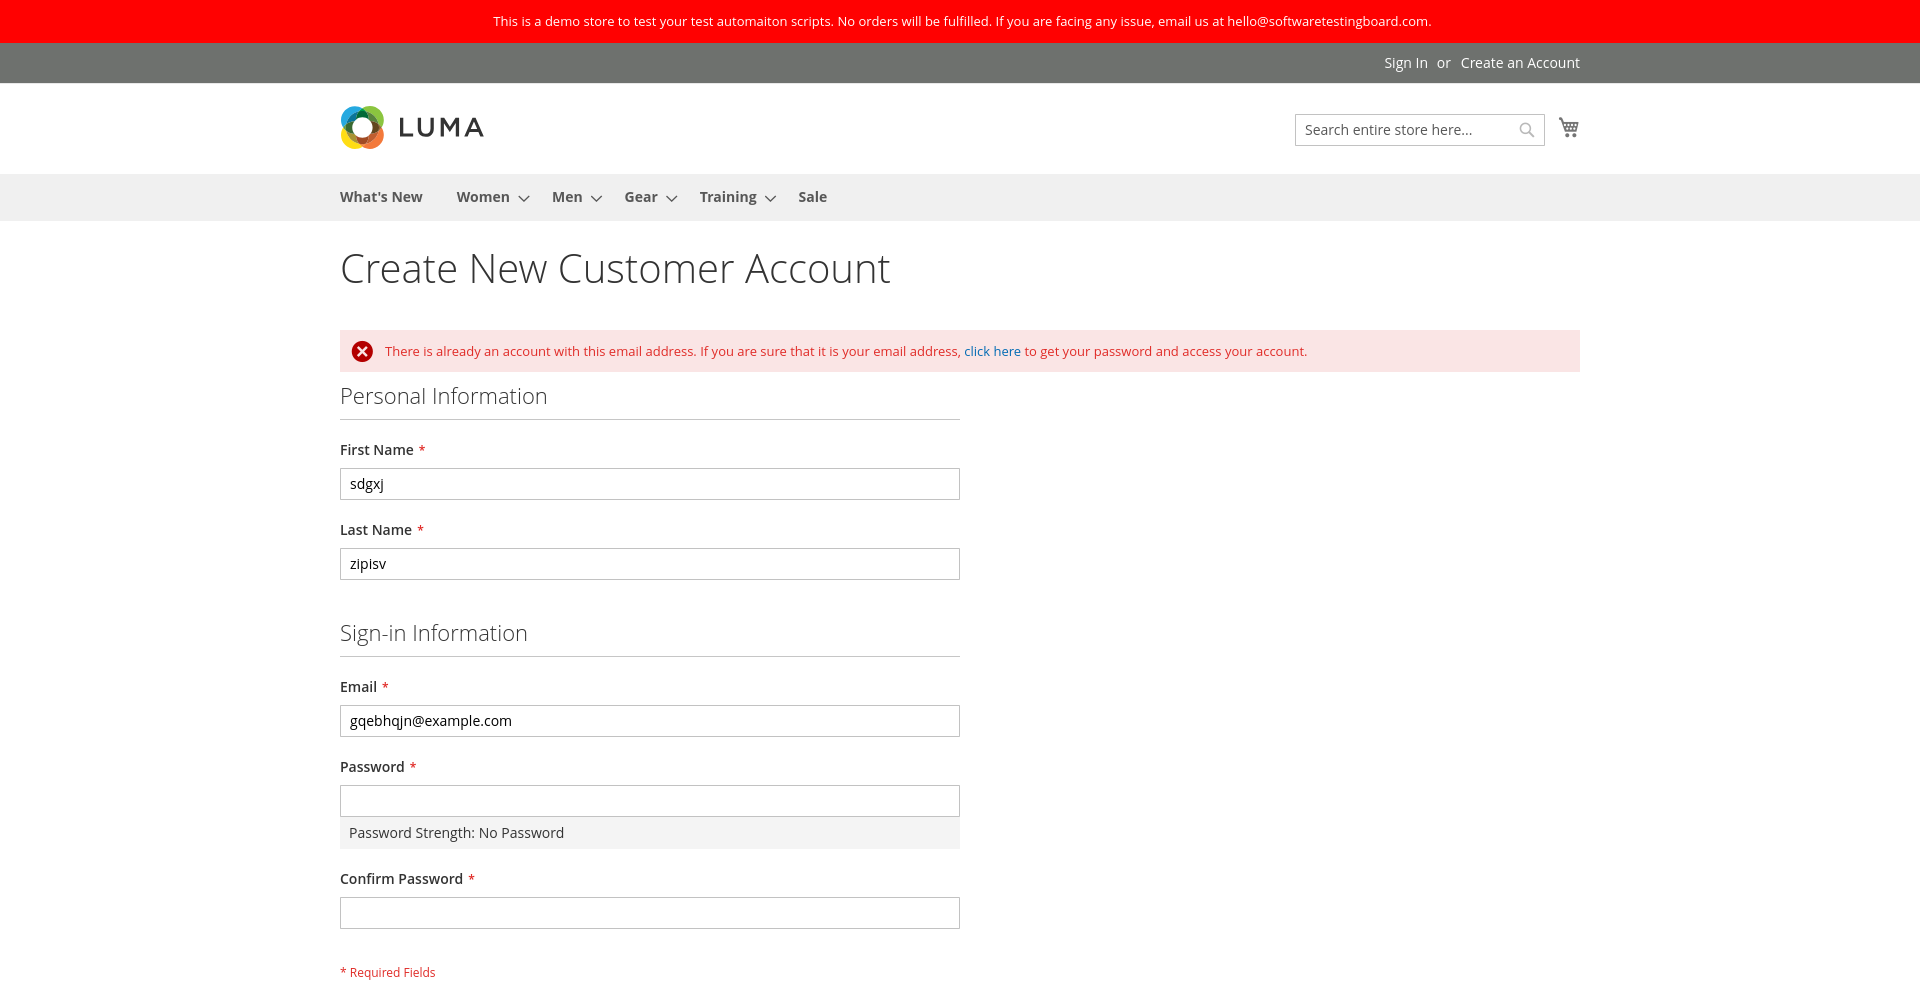 This is a demo store to test your test automaiton scripts. No orders will be fulfilled. If you are facing any issue, email us at hello@softwaretestingboard.com.
Sign In or Create an Account
LUMA
Search entire store here...
What's New Women Men Gear Training Sale
Create New Customer Account
There is already an account with this email address. If you are sure that it is your email address, click here to get your password and access your account.
Personal Information
First Name *
sdgxj
Last Name *
zipisv
Sign-in Information
Email *
gqebhqjn@example.com
Password *
Password Strength: No Password
Confirm Password *
* Required Fields